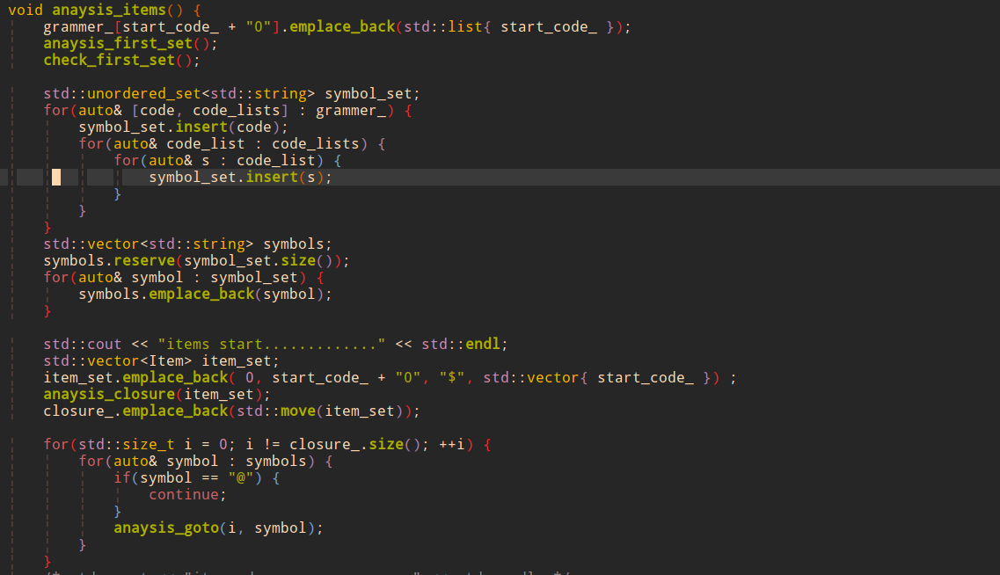 void anaysis_items() {
    grammer_[start_code_ + "0"].emplace_back(std::list{ start_code_ });
    anaysis_first_set();
    check_first_set();
    std::unordered_set<std::string> symbol_set;
    for(auto& [code, code_lists] : grammer_) {
        symbol_set.insert(code);
        for(auto& code_list : code_lists) {
            for(auto& s : code_list) {
                symbol_set.insert(s);
            }
        }
    }
    std::vector<std::string> symbols;
    symbols.reserve(symbol_set.size());
    for(auto& symbol : symbol_set) {
        symbols.emplace_back(symbol);
    }
    std::cout << "items start............." << std::endl;
    std::vector<Item> item_set;
    item_set.emplace_back( 0, start_code_ + "0", "$", std::vector{ start_code_ }) ;
    anaysis_closure(item_set);
    closure_.emplace_back(std::move(item_set));
    for(std::size_t i = 0; i != closure_.size(); ++i) {
        for(auto& symbol : symbols) {
            if(symbol == "@") {
                continue;
            }
            anaysis_goto(i, symbol);
        }
    }